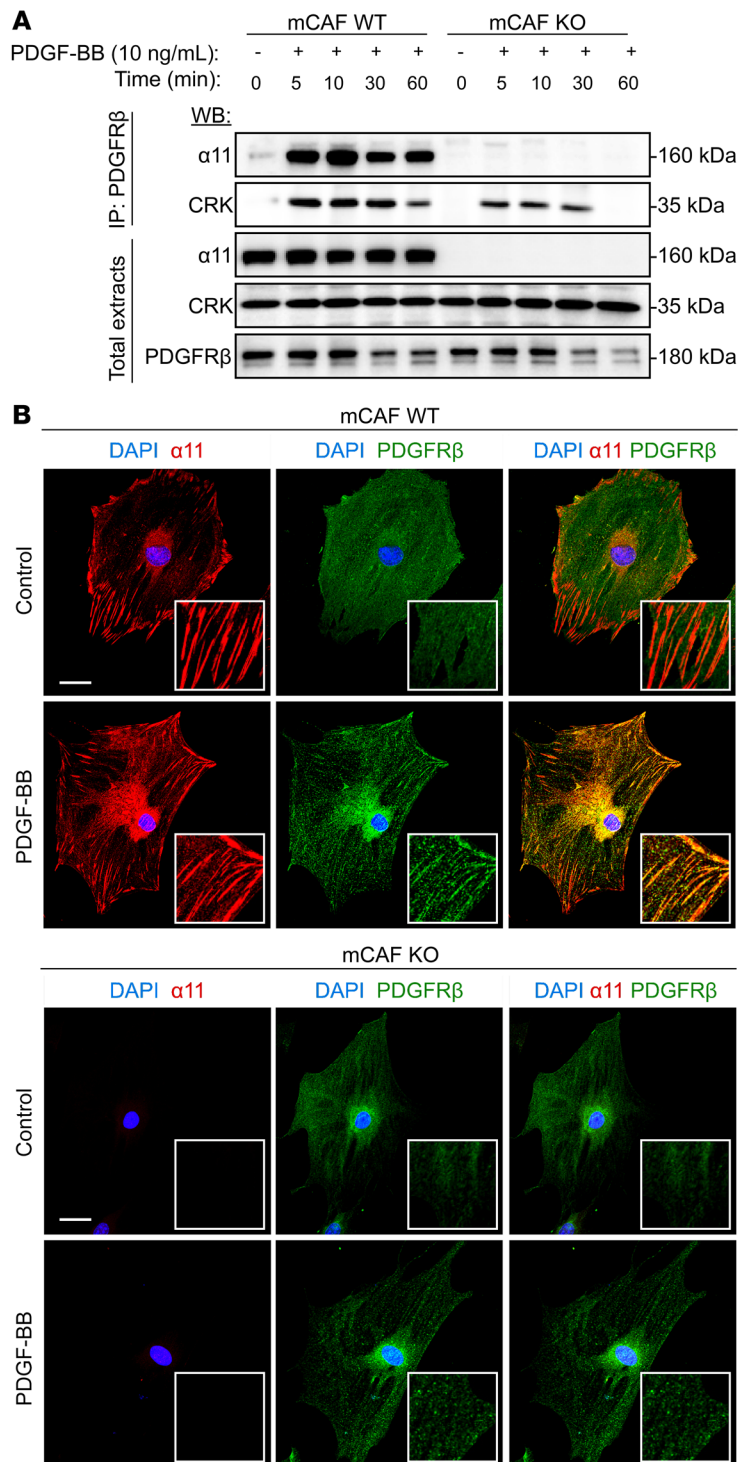 A
mCAF WT mCAF KO
PDGF-BB (10 ng/mL): - + + + + - + + + +
Time (min): 0 5 10 30 60 0 5 10 30 60
WB:
IP: PDGFRβ
α11 -160 kDa
CRK -35 kDa
Total extracts
α11 -160 kDa
CRK -35 kDa
PDGFRβ -180 kDa
B
mCAF WT
DAPI α11 DAPI PDGFRβ DAPI α11 PDGFRβ
Control
PDGF-BB
mCAF KO
DAPI α11 DAPI PDGFRβ DAPI α11 PDGFRβ
Control
PDGF-BB